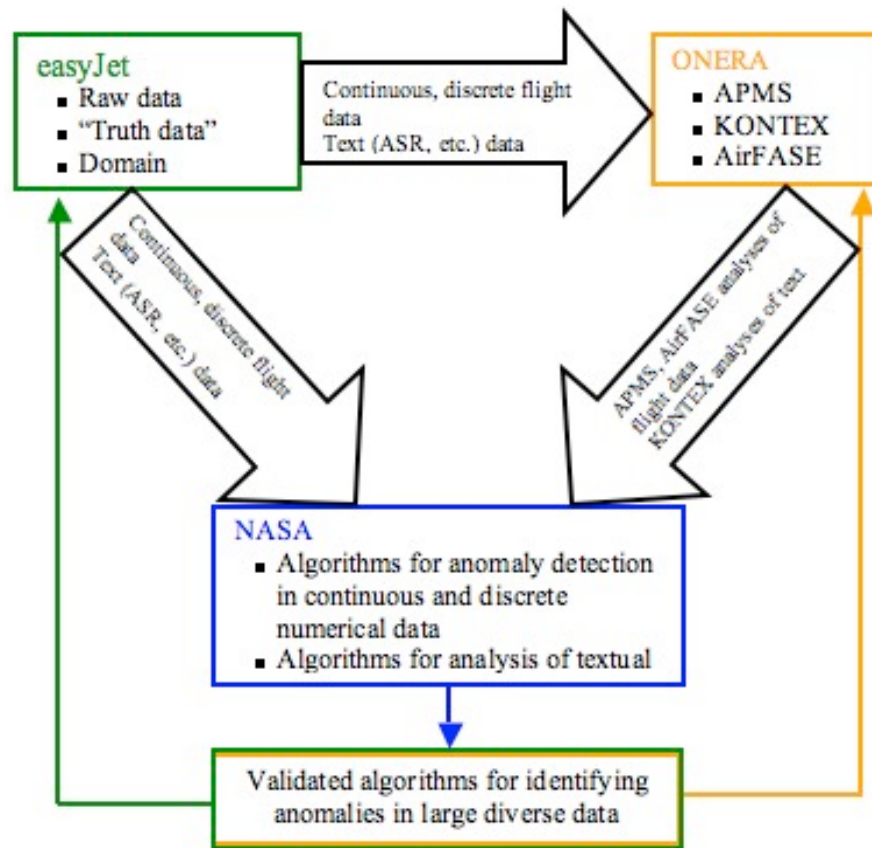 easyJet
▪ Raw data
▪ “Truth data”
▪ Domain
Continuous, discrete flight
data
Text (ASR, etc.) data
ONERA
▪ APMS
▪ KONTEX
▪ AirFASE
Continuous, discrete flight
data
Text (ASR, etc.) data
APMS, AirFASE analyses of
flight data
KONTEX analyses of text
NASA
▪ Algorithms for anomaly detection
in continuous and discrete
numerical data
▪ Algorithms for analysis of textual
Validated algorithms for identifying
anomalies in large diverse data